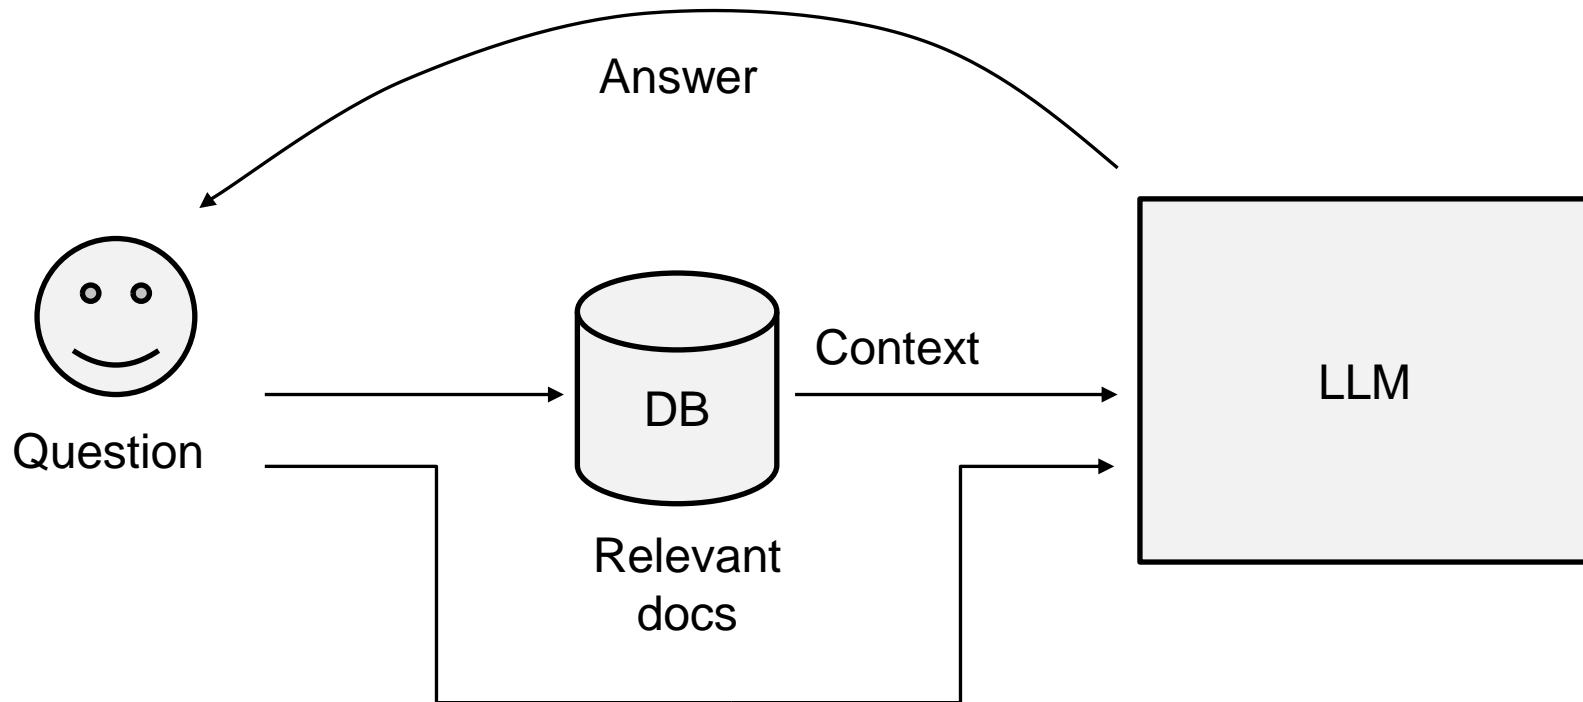 Answer
Context
DB
LLM
Question
Relevant
docs